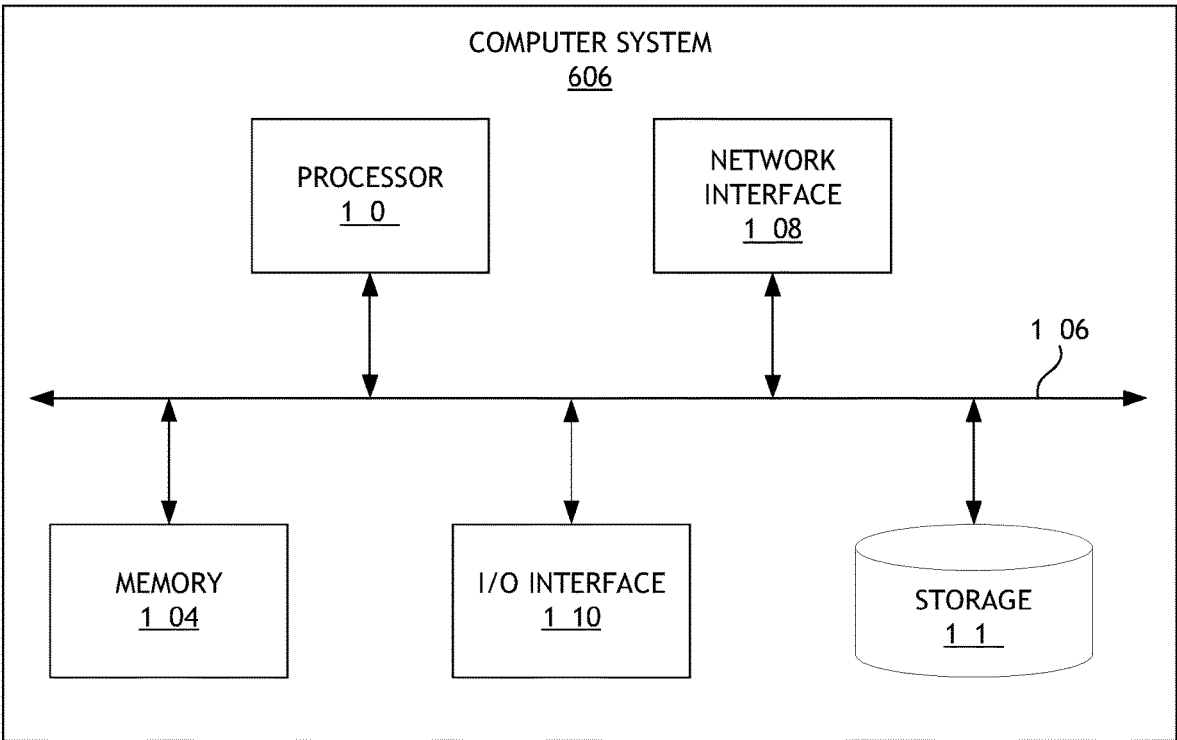 COMPUTER SYSTEM
606
PROCESSOR
1 0
NETWORK
INTERFACE
1 08
1 06
MEMORY
1 04
I/O INTERFACE
1 10
STORAGE
1 1